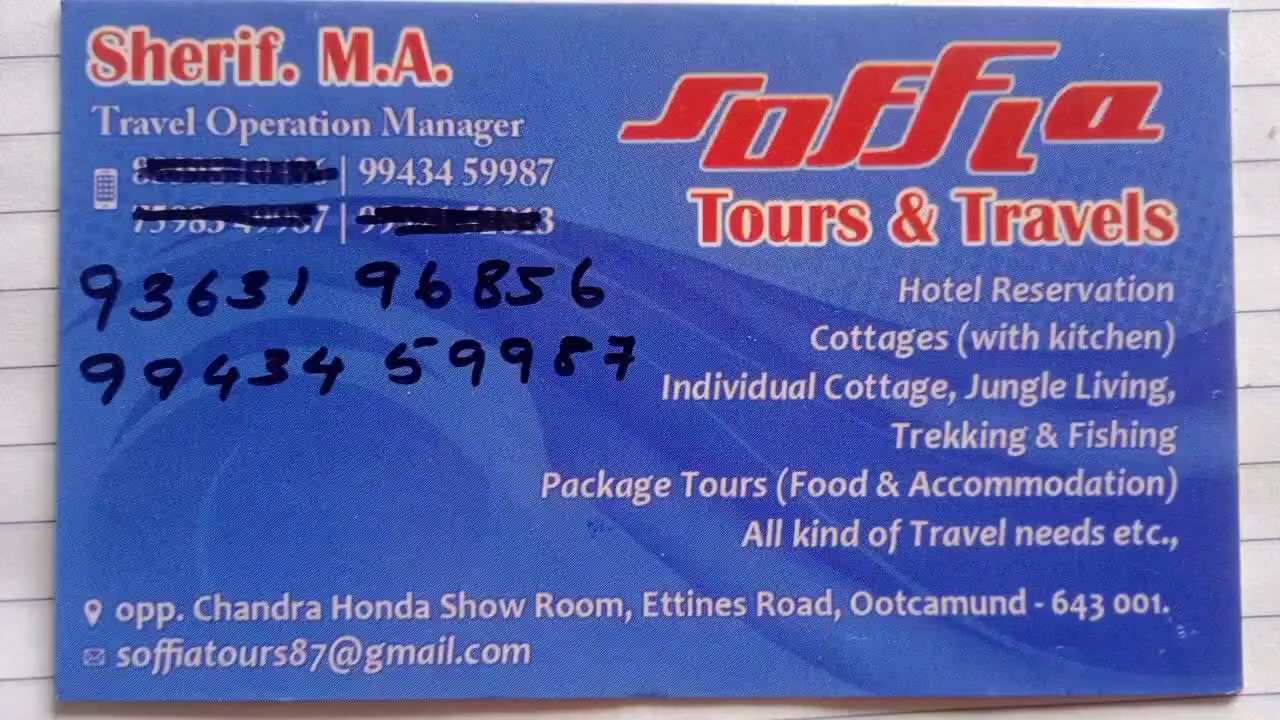 Sherif. M.A.
Travel Operation Manager
| 99434 59987
|
93631 96856
99434 59987
Soffia
Tours & Travels
Hotel Reservation
Cottages (with kitchen)
Individual Cottage, Jungle Living,
Trekking & Fishing
Package Tours (Food & Accommodation)
All kind of Travel needs etc.,
opp. Chandra Honda Show Room, Ettines Road, Ootcamund - 643 001.
soffiatours87@gmail.com